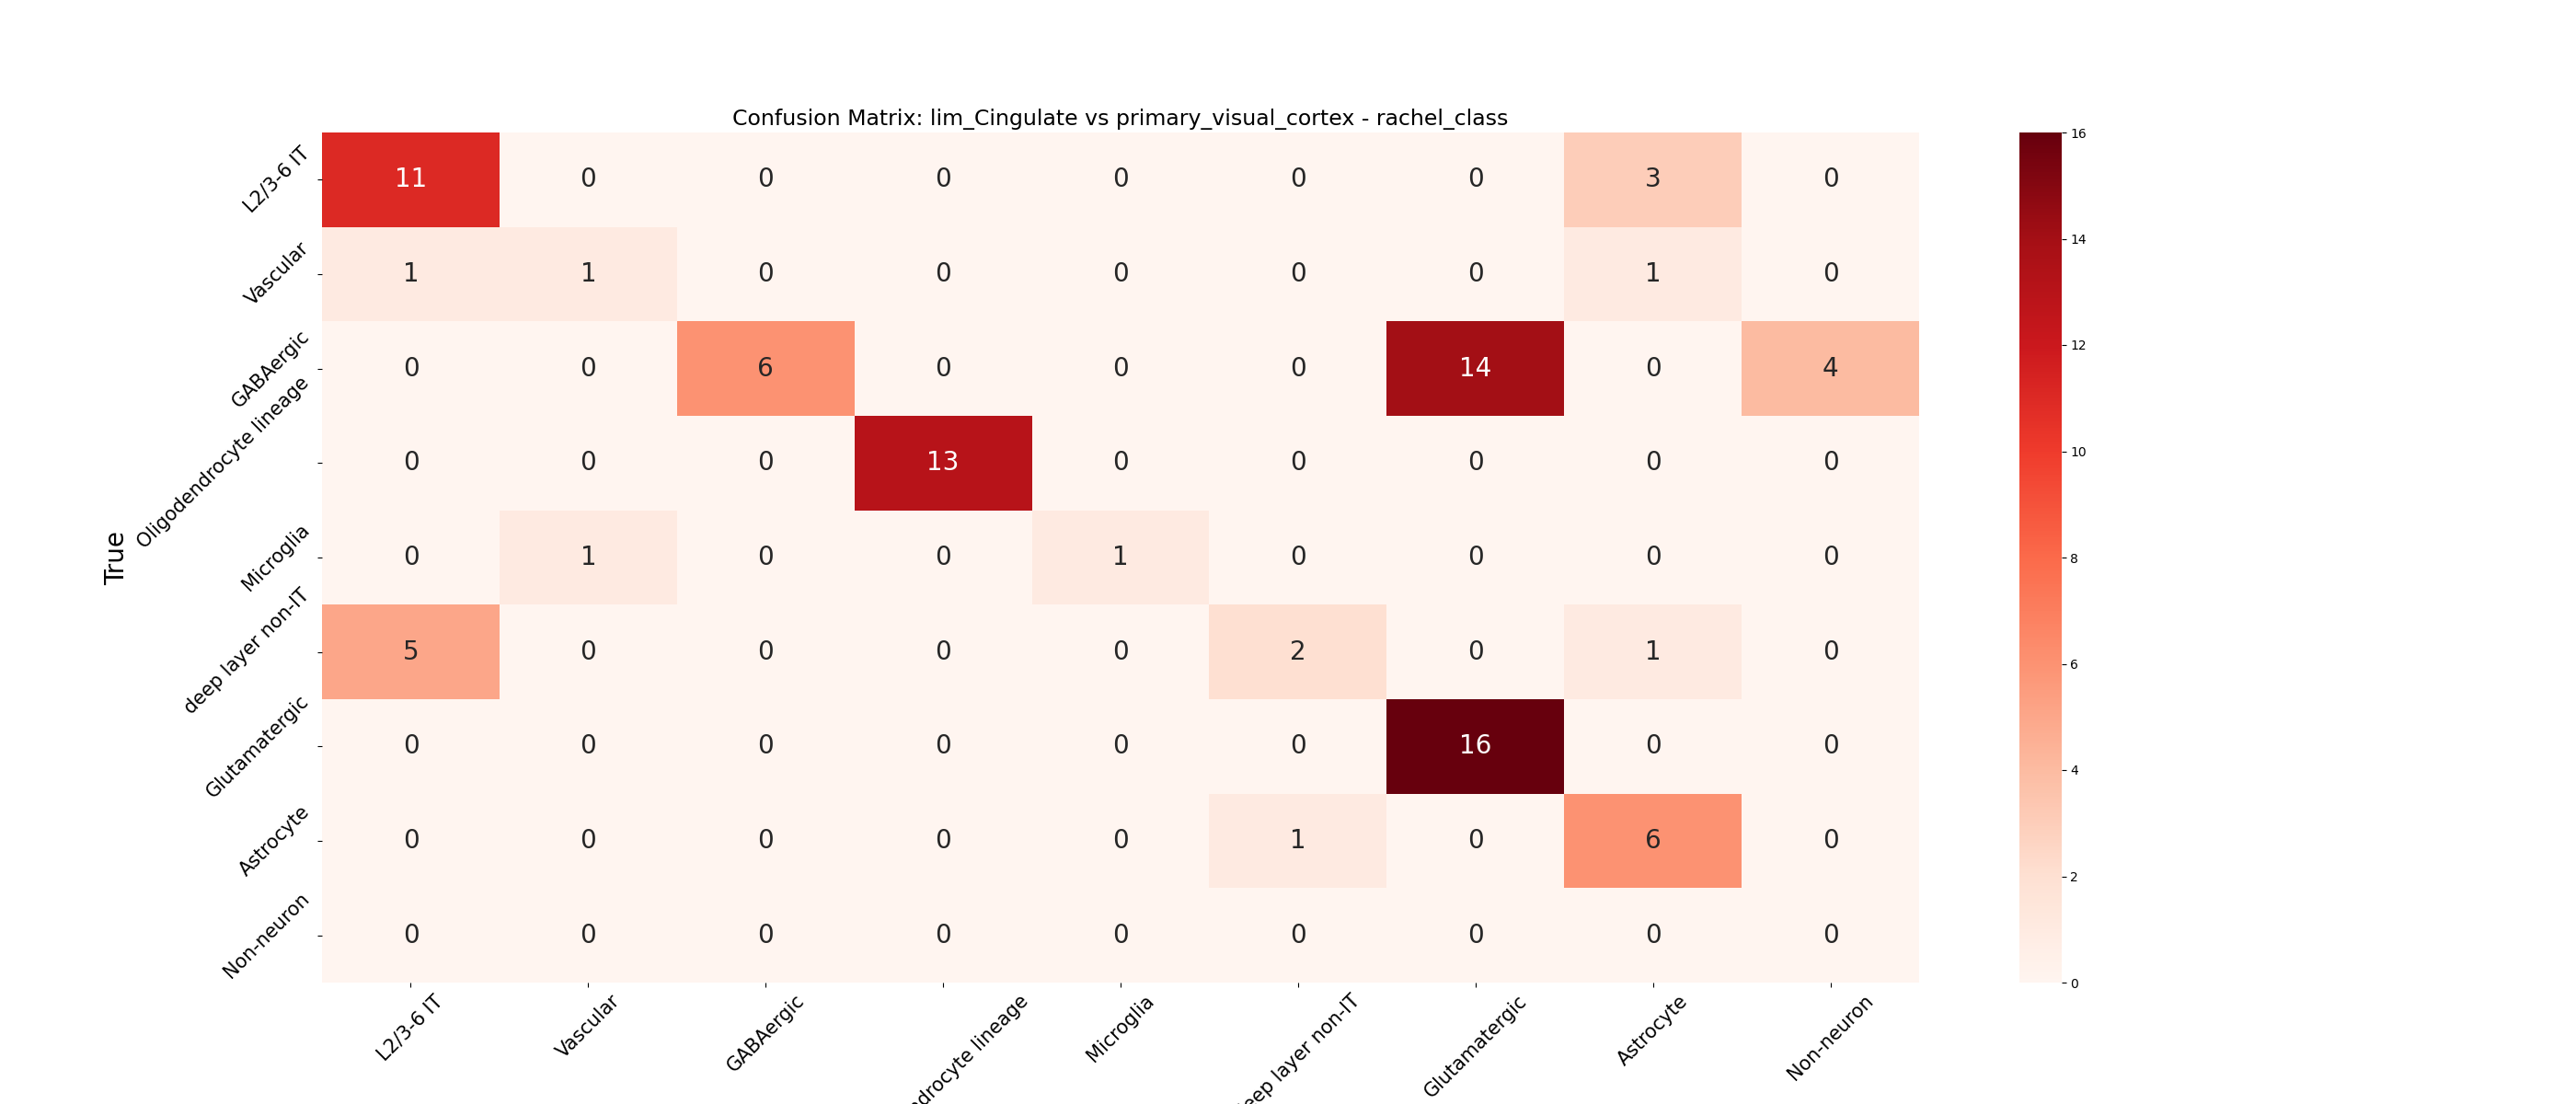 Confusion Matrix: lim_Cingulate vs primary_visual_cortex - rachel_class
True
L2/3-6 IT 11 0 0 0 0 0 0 3 0
Vascular 1 1 0 0 0 0 0 1 0
GABAergic 0 0 6 0 0 0 14 0 4
Oligodendrocyte lineage 0 0 0 13 0 0 0 0 0
Microglia 0 1 0 0 1 0 0 0 0
deep layer non-IT 5 0 0 0 0 2 0 1 0
Glutamatergic 0 0 0 0 0 0 16 0 0
Astrocyte 0 0 0 0 0 1 0 6 0
Non-neuron 0 0 0 0 0 0 0 0 0
L2/3-6 IT Vascular GABAergic lineage Microglia layer non-IT Glutamatergic Astrocyte Non-neuron
16
14
12
10
8
6
4
2
0